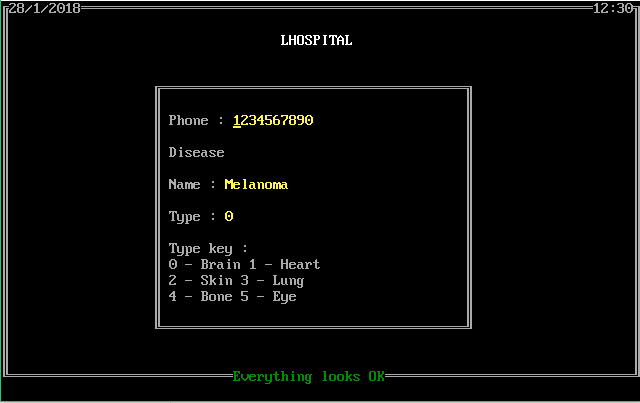 28/1/2018 12:30
LHOSPITAL
Phone : 1234567890
Disease
Name : Melanoma
Type : 0
Type key :
0 - Brain 1 - Heart
2 - Skin 3 - Lung
4 - Bone 5 - Eye
Everything looks OK